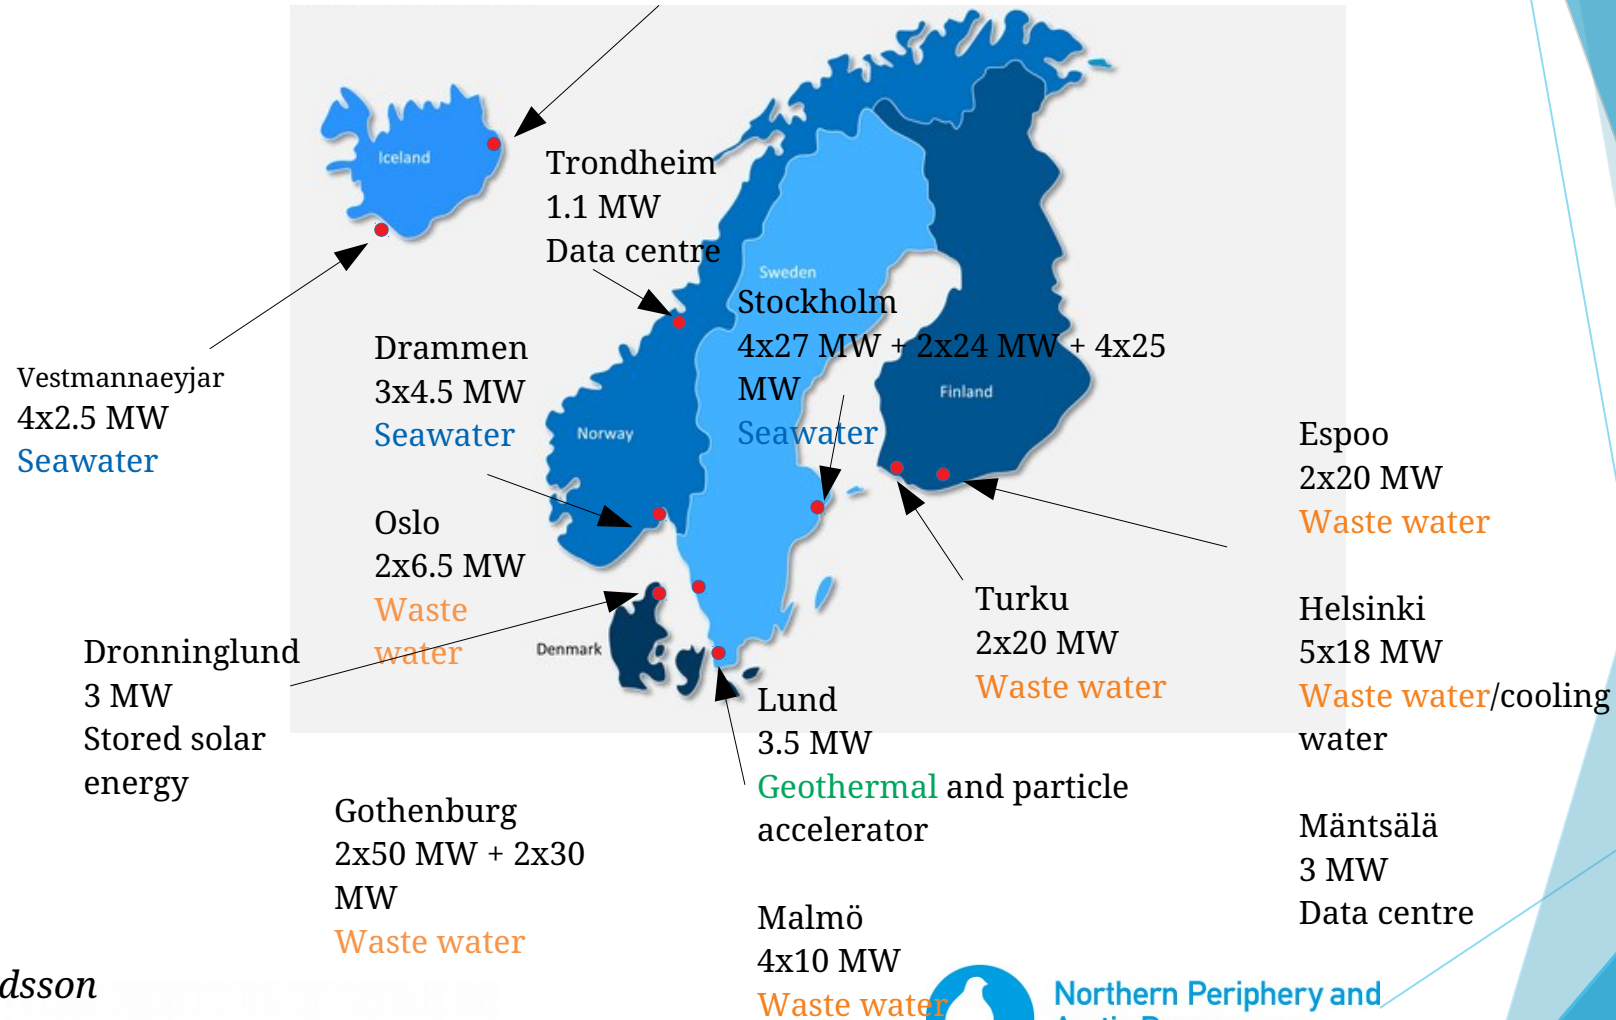 Iceland
Trondheim
1.1 MW
Data centre
Sweden
Stockholm
4x27 MW + 2x24 MW + 4x25
MW
Seawater
Finland
Vestmannaeyjar
4x2.5 MW
Seawater
Drammen
3x4.5 MW
Seawater
Norway
Oslo
2x6.5 MW
Waste
water
Espoo
2x20 MW
Waste water
Helsinki
5x18 MW
Waste water/cooling
water
Mäntsälä
3 MW
Data centre
Turku
2x20 MW
Waste water
Denmark
Dronninglund
3 MW
Stored solar
energy
Lund
3.5 MW
Geothermal and particle
accelerator
Gothenburg
2x50 MW + 2x30
MW
Waste water
Malmö
4x10 MW
Waste water
dsson
Northern Periphery and